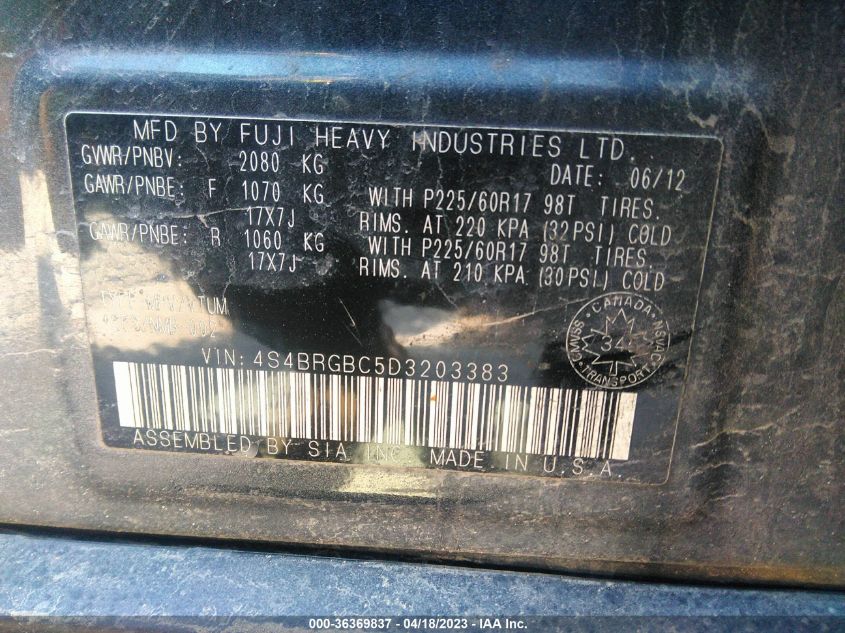 MFD BY FUJI HEAVY INDUSTRIES LTD.
GVWR/PNBV: 2080 KG DATE: 06/12
GAWR/PNBE: F 1070 KG WITH P225/60R17 98T TIRES.
17X7J RIMS. AT 220 KPA (32PSI) COLD
GAWR/PNBE: R 1060 KG WITH P225/60R17 98T TIRES.
17X7J RIMS. AT 210 KPA (30PSI) COLD
CANADA
TRANSPORT
VIN: 4S4BRGBC5D3203383
ASSEMBLED BY SIA INC. MADE IN U.S.A.
000-36369837 - 04/18/2023 - IAA Inc.